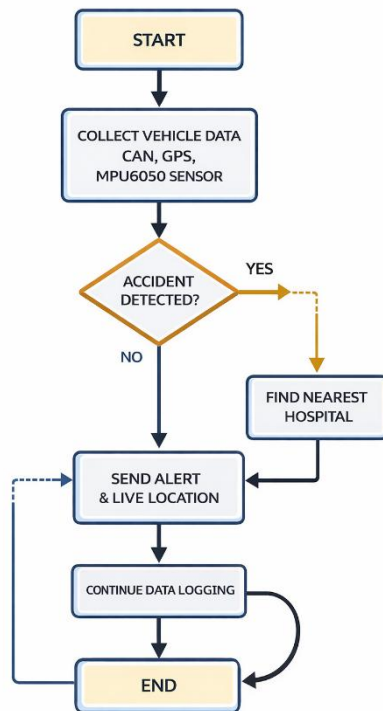 START
COLLECT VEHICLE DATA
CAN, GPS,
MPU6050 SENSOR
ACCIDENT
DETECTED?
YES
NO
FIND NEAREST
HOSPITAL
SEND ALERT
& LIVE LOCATION
CONTINUE DATA LOGGING
END